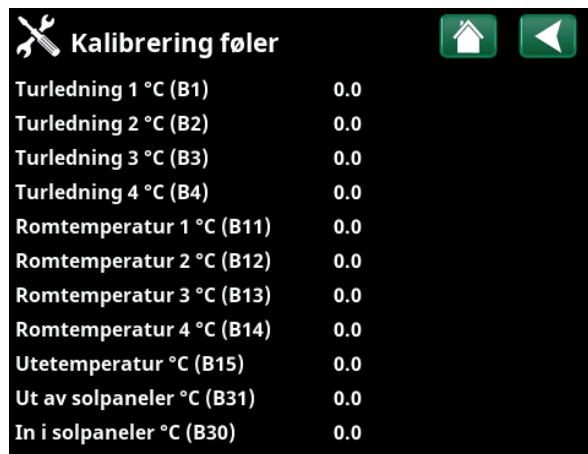 Kalibrering føler
Turledning 1 °C (B1) 0.0
Turledning 2 °C (B2) 0.0
Turledning 3 °C (B3) 0.0
Turledning 4 °C (B4) 0.0
Romtemperatur 1 °C (B11) 0.0
Romtemperatur 2 °C (B12) 0.0
Romtemperatur 3 °C (B13) 0.0
Romtemperatur 4 °C (B14) 0.0
Utetemperatur °C (B15) 0.0
Ut av solpaneler °C (B31) 0.0
In i solpaneler °C (B30) 0.0